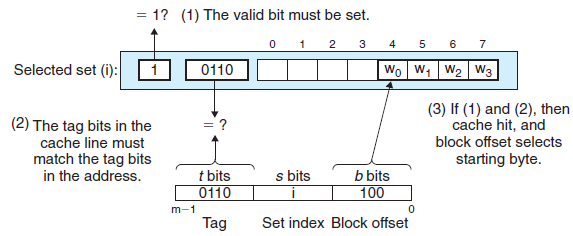 = 1? (1) The valid bit must be set.
0 1 2 3 4 5 6 7
Selected set (i): 1 0110 w0 w1 w2 w3
(2) The tag bits in the
cache line must
match the tag bits
in the address.
= ?
(3) If (1) and (2), then
cache hit, and
block offset selects
starting byte.
t bits s bits b bits
0110 i 100
m−1 0
Tag Set index Block offset